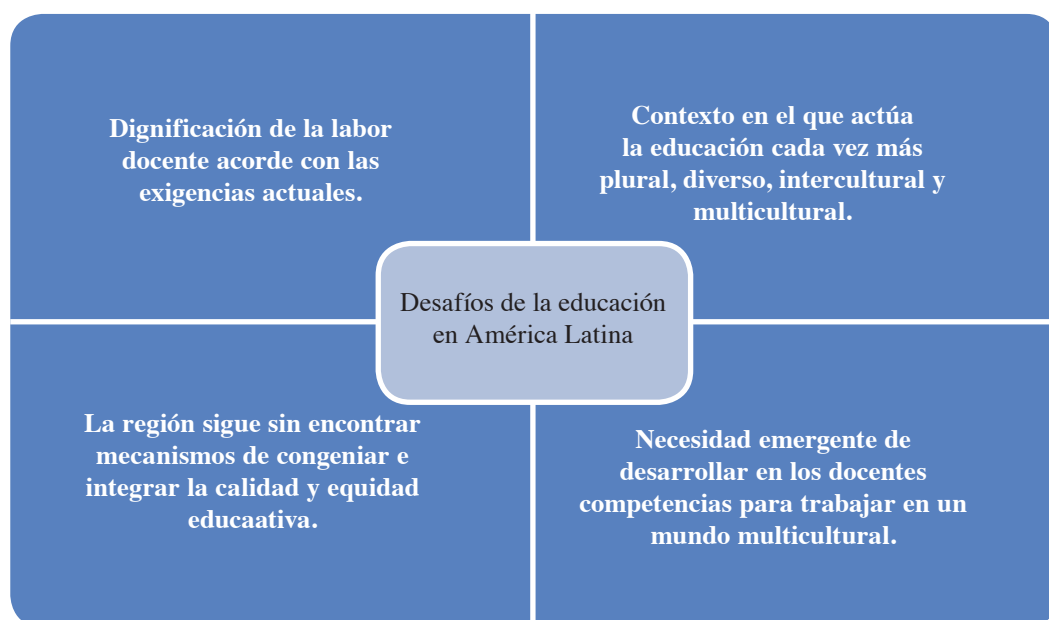 Dignificación de la labor
docente acorde con las
exigencias actuales.
Contexto en el que actúa
la educación cada vez más
plural, diverso, intercultural y
multicultural.
Desafíos de la educación
en América Latina
La región sigue sin encontrar
mecanismos de congeniar e
integrar la calidad y equidad
educaativa.
Necesidad emergente de
desarrollar en los docentes
competencias para trabajar en un
mundo multicultural.